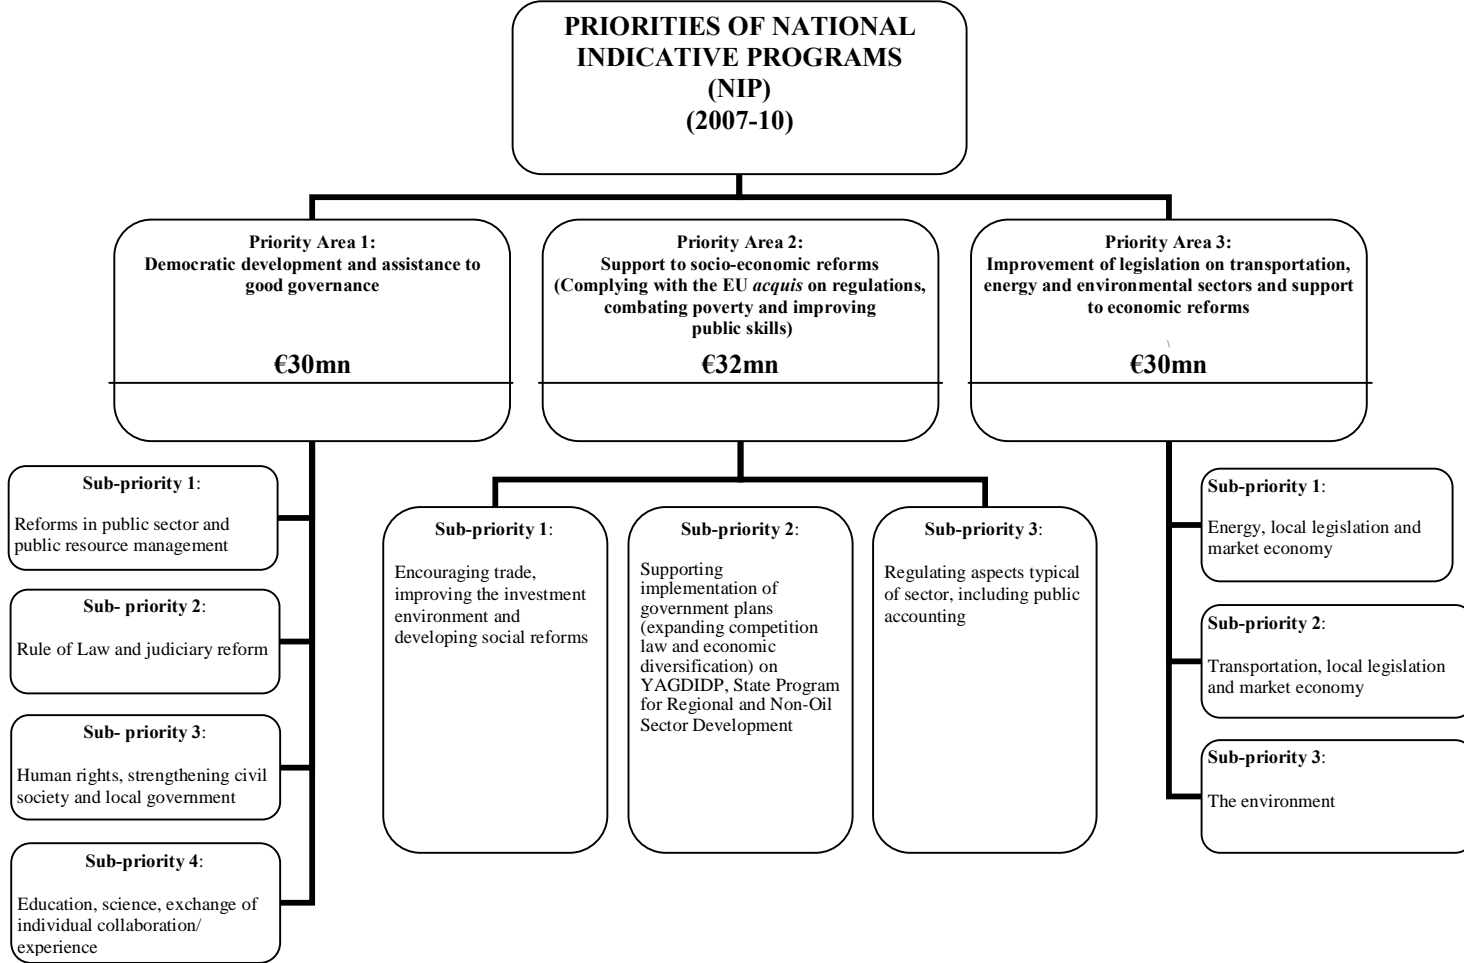 PRIORITIES OF NATIONAL
INDICATIVE PROGRAMS
(NIP)
(2007-10)
Priority Area 1:
Democratic development and assistance to
good governance
€30mn
Priority Area 2:
Support to socio-economic reforms
(Complying with the EU acquis on regulations,
combating poverty and improving
public skills)
€32mn
Priority Area 3:
Improvement of legislation on transportation,
energy and environmental sectors and support
to economic reforms
\
€30mn
Sub-priority 1:
Reforms in public sector and
public resource management
Sub- priority 2:
Rule of Law and judiciary reform
Sub- priority 3:
Human rights, strengthening civil
society and local government
Sub-priority 4:
Education, science, exchange of
individual collaboration/
experience
Sub-priority 1:
Encouraging trade,
improving the investment
environment and
developing social reforms
Sub-priority 2:
Supporting
implementation of
government plans
(expanding competition
law and economic
diversification) on
YAGDIDP, State Program
for Regional and Non-Oil
Sector Development
Sub-priority 3:
Regulating aspects typical
of sector, including public
accounting
Sub-priority 1:
Energy, local legislation and
market economy
Sub-priority 2:
Transportation, local legislation
and market economy
Sub-priority 3:
The environment